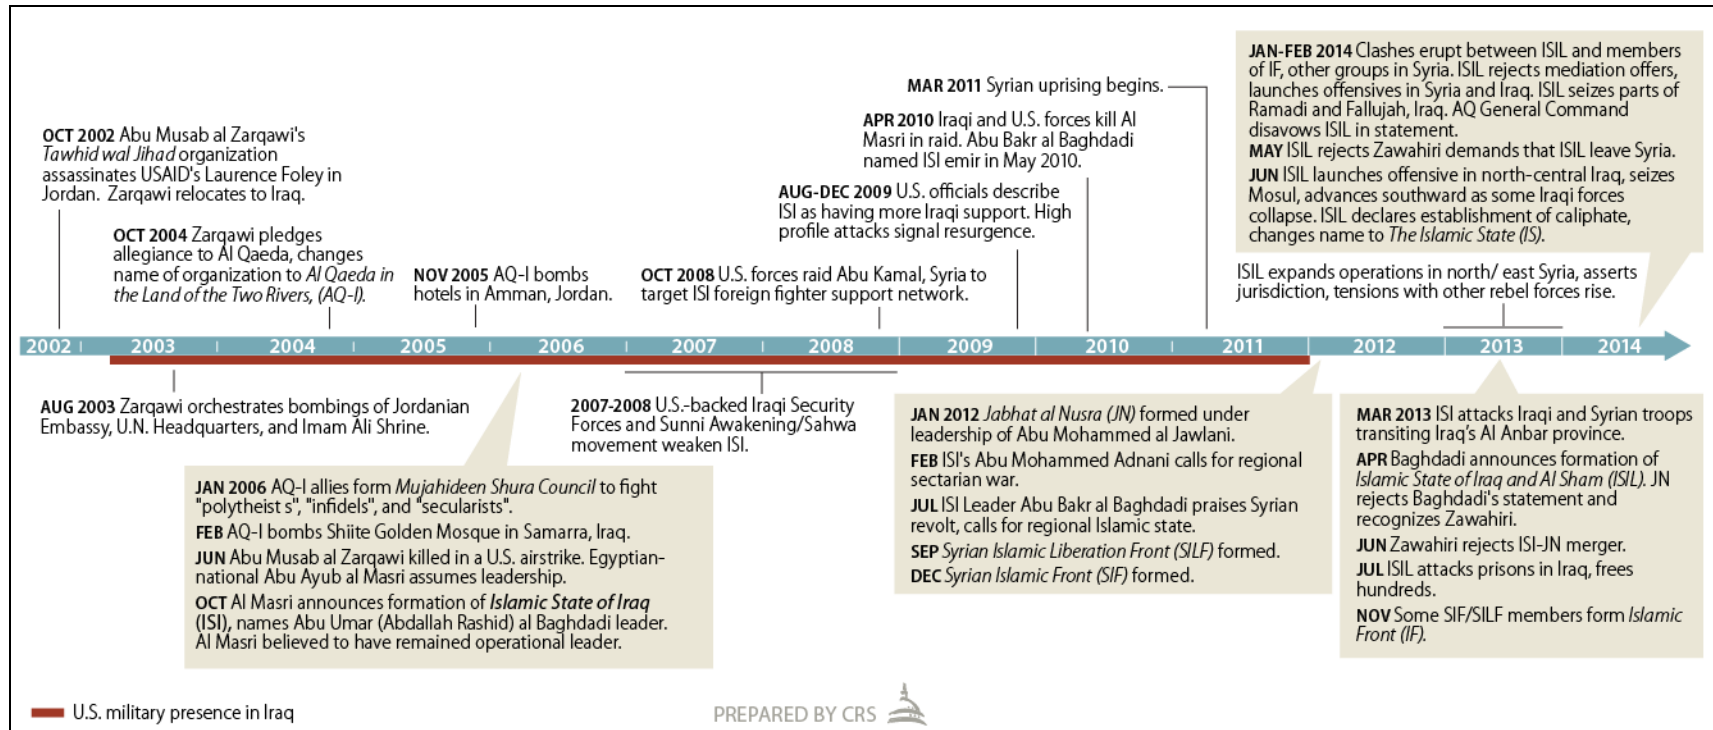 OCT 2002 Abu Musab al Zarqawi's
Tawhid wal Jihad organization
assassinates USAID's Laurence Foley in
Jordan. Zarqawi relocates to Iraq.
OCT 2004 Zarqawi pledges
allegiance to Al Qaeda, changes
name of organization to Al Qaeda in
the Land of the Two Rivers, (AQ-I).
NOV 2005 AQ-I bombs
hotels in Amman, Jordan.
OCT 2008 U.S. forces raid Abu Kamal, Syria to
target ISI foreign fighter support network.
AUG-DEC 2009 U.S. officials describe
ISI as having more Iraqi support. High
profile attacks signal resurgence.
APR 2010 Iraqi and U.S. forces kill Al
Masri in raid. Abu Bakr al Baghdadi
named ISI emir in May 2010.
MAR 2011 Syrian uprising begins.
JAN-FEB 2014 Clashes erupt between ISIL and members
of IF, other groups in Syria. ISIL rejects mediation offers,
launches offensives in Syria and Iraq. ISIL seizes parts of
Ramadi and Fallujah, Iraq. AQ General Command
disavows ISIL in statement.
MAY ISIL rejects Zawahiri demands that ISIL leave Syria.
JUN ISIL launches offensive in north-central Iraq, seizes
Mosul, advances southward as some Iraqi forces
collapse. ISIL declares establishment of caliphate,
changes name to The Islamic State (IS).
ISIL expands operations in north/ east Syria, asserts
jurisdiction, tensions with other rebel forces rise.
2002 2003 2004 2005 2006 2007 2008 2009 2010 2011 2012 2013 2014
AUG 2003 Zarqawi orchestrates bombings of Jordanian
Embassy, U.N. Headquarters, and Imam Ali Shrine.
JAN 2006 AQ-I allies form Mujahideen Shura Council to fight
"polytheist s", "infidels", and "secularists".
FEB AQ-I bombs Shiite Golden Mosque in Samarra, Iraq.
JUN Abu Musab al Zarqawi killed in a U.S. airstrike. Egyptian-
national Abu Ayub al Masri assumes leadership.
OCT Al Masri announces formation of Islamic State of Iraq
(ISI), names Abu Umar (Abdallah Rashid) al Baghdadi leader.
Al Masri believed to have remained operational leader.
2007-2008 U.S.-backed Iraqi Security
Forces and Sunni Awakening/Sahwa
movement weaken ISI.
JAN 2012 Jabhat al Nusra (JN) formed under
leadership of Abu Mohammed al Jawlani.
FEB ISI's Abu Mohammed Adnani calls for regional
sectarian war.
JUL ISI Leader Abu Bakr al Baghdadi praises Syrian
revolt, calls for regional Islamic state.
SEP Syrian Islamic Liberation Front (SILF) formed.
DEC Syrian Islamic Front (SIF) formed.
MAR 2013 ISI attacks Iraqi and Syrian troops
transiting Iraq's Al Anbar province.
APR Baghdadi announces formation of
Islamic State of Iraq and Al Sham (ISIL). JN
rejects Baghdadi's statement and
recognizes Zawahiri.
JUN Zawahiri rejects ISI-JN merger.
JUL ISIL attacks prisons in Iraq, frees
hundreds.
NOV Some SIF/SILF members form Islamic
Front (IF).
U.S. military presence in Iraq
PREPARED BY CRS